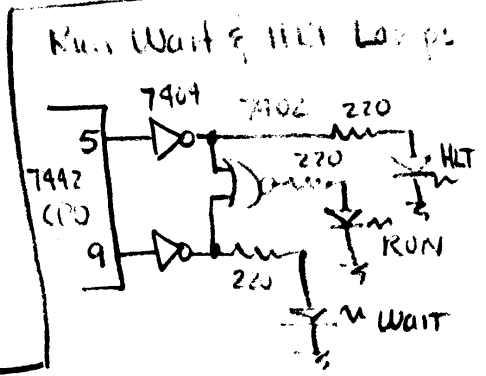 Run Wait & HLT Lamps
7404
7402
220
5
220
HLT
7442
CPU
RUN
9
220
WAIT